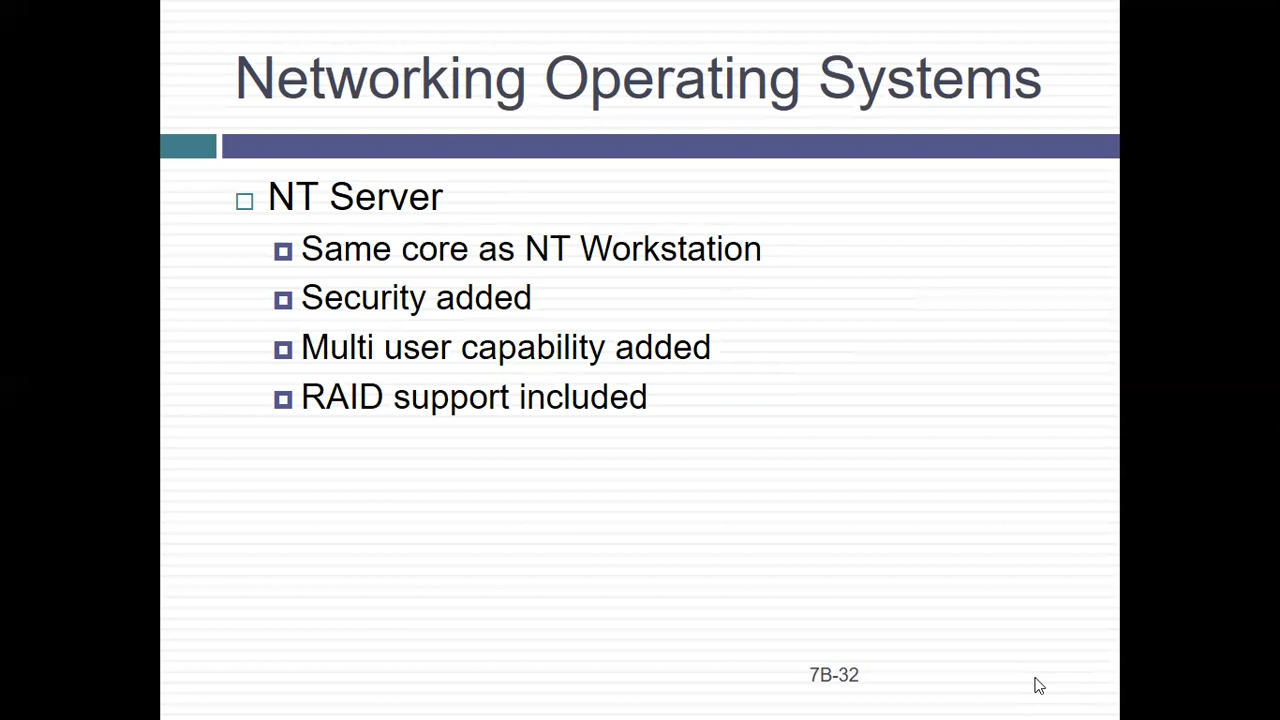 Networking Operating Systems
NT Server
Same core as NT Workstation
Security added
Multi user capability added
RAID support included
7B-32